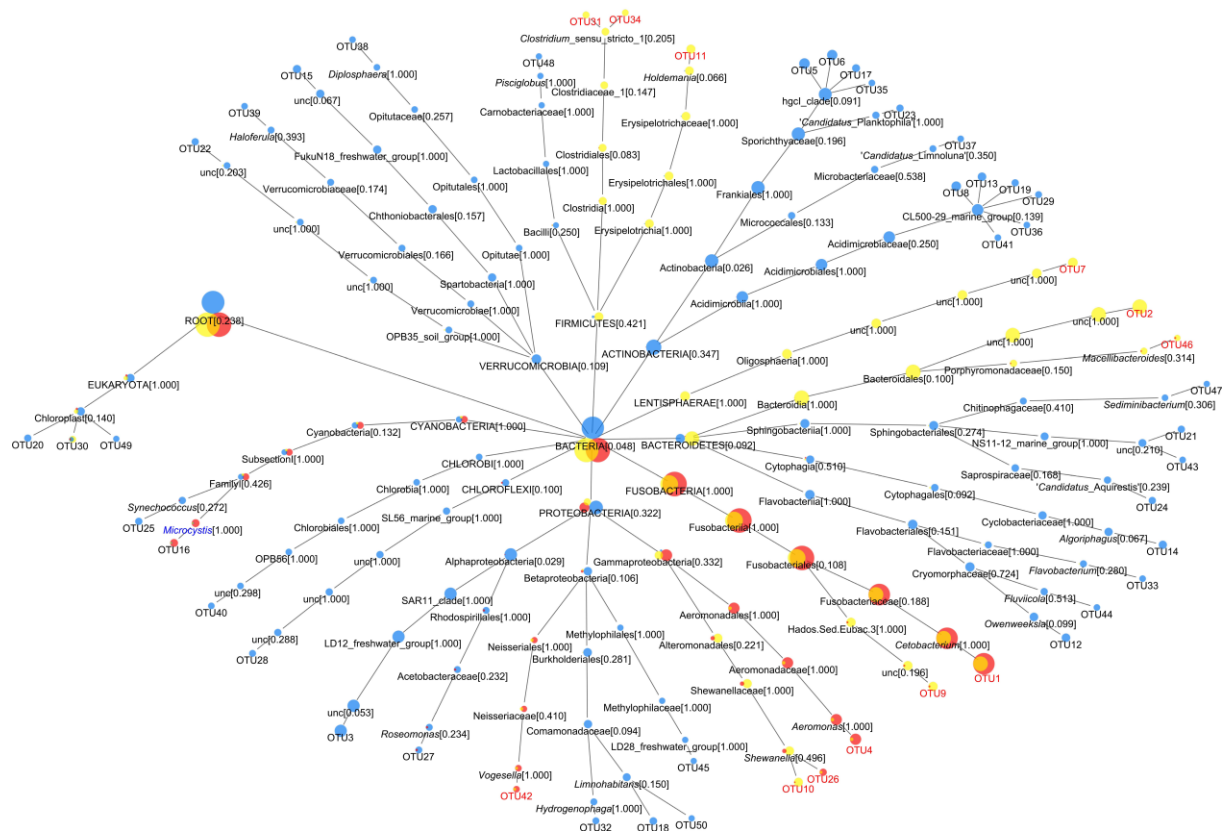 OTU31
OTU34
Clostridium_sensu_stricto_1[0.205]
OTU38
OTU11
OTU48
OTU6
OTU5
OTU15
Diplosphaera[1.000]
Pisciglobus[1.000]
Holdemania[0.066]
OTU17
OTU35
unc[0.067]
Clostridiaceae_1[0.147]
hgcI_clade[0.091]
OTU39
Opitutaceae[0.257]
Carnobacteriaceae[1.000]
Erysipelotrichaceae[1.000]
OTU23
'Candidatus_Planktophila[1.000]
OTU22
Haloferula[0.393]
Sporichthyaceae[0.196]
FukuN18_freshwater_group[1.000]
Clostridiales[0.083]
OTU37
unc[0.203]
Lactobacillales[1.000]
'Candidatus_Limnoluna'[0.350]
Verrucomicrobiaceae[0.174]
Opitutales[1.000]
Erysipelotrichales[1.000]
Microbacteriaceae[0.538]
OTU13
OTU8
OTU19
Frankiales[1.000]
OTU29
unc[1.000]
Chthoniobacterales[0.157]
Clostridia[1.000]
Micrococcales[0.133]
CL500-29_marine_group[0.139]
Bacilli[0.250]
Erysipelotrichia[1.000]
OTU36
OTU41
Verrucomicrobiales[0.166]
Opitutae[1.000]
Acidimicrobiaceae[0.250]
Actinobacteria[0.026]
Acidimicrobiales[1.000]
OTU7
unc[1.000]
Spartobacteria[1.000]
unc[1.000]
Verrucomicrobiae[1.000]
Acidimicrobiia[1.000]
unc[1.000]
OTU2
ROOT[0.238]
FIRMICUTES[0.421]
unc[1.000]
OPB35_soil_group[1.000]
unc[1.000]
unc[1.000]
OTU46
VERRUCOMICROBIA[0.109]
ACTINOBACTERIA[0.347]
Oligosphaeria[1.000]
Macellibacteroides[0.314]
Porphyromonadaceae[0.150]
Bacteroidales[0.100]
EUKARYOTA[1.000]
OTU47
LENTISPHAERAE[1.000]
Bacteroidia[1.000]
Chitinophagaceae[0.410]
Sediminibacterium[0.306]
Chloroplast[0.140]
CYANOBACTERIA[1.000]
Sphingobacteriia[1.000]
Sphingobacteriales[0.274]
OTU21
Cyanobacteria[0.132]
BACTERIA[0.048]
BACTEROIDETES[0.092]
NS11-12_marine_group[1.000]
OTU20
OTU30
OTU49
unc[0.210]
SubsectionI[1.000]
CHLOROBI[1.000]
Cytophagia[0.510]
OTU43
Saprospiraceae[0.168]
FamilyI[0.426]
Chlorobia[1.000]
CHLOROFLEXI[0.100]
FUSOBACTERIA[1.000]
Flavobacteriia[1.000]
Cytophagales[0.092]
'Candidatus_Aquirestis'[0.239]
Synechococcus[0.272]
PROTEOBACTERIA[0.322]
OTU24
OTU25
Microcystis[1.000]
Chlorobiales[1.000]
SL56_marine_group[1.000]
Fusobacteriia[1.000]
Flavobacteriales[0.151]
Cyclobacteriaceae[1.000]
Algoriphagus[0.067]
OTU16
OTU14
OPB56[1.000]
unc[1.000]
Alphaproteobacteria[0.029]
Gammaproteobacteria[0.332]
Fusobacteriales[0.108]
Flavobacteriaceae[1.000]
Betaproteobacteria[0.106]
Cryomorphaceae[0.724]
Flavobacterium[0.280]
OTU33
unc[0.298]
unc[1.000]
SAR11_clade[1.000]
Fusobacteriaceae[0.188]
Fluviicola[0.513]
OTU40
Rhodospirillales[1.000]
Aeromonadales[1.000]
OTU44
Hados.Sed.Eubac.3[1.000]
Owenweeksla[0.099]
unc[0.288]
LD12_freshwater_group[1.000]
Neisseriales[1.000]
Methylophilales[1.000]
Alteromonadales[0.221]
Cetobacterium[1.000]
OTU12
OTU28
Burkholderiales[0.281]
unc[0.196]
Acetobacteraceae[0.232]
Aeromonadaceae[1.000]
OTU1
Shewanellaceae[1.000]
OTU9
unc[0.053]
Neisseriaceae[0.410]
Methylophilaceae[1.000]
Roseomonas[0.234]
Comamonadaceae[0.094]
Aeromonas[1.000]
OTU3
OTU27
LD28_freshwater_group[1.000]
OTU4
Shewanella[0.496]
OTU45
Vogesella[1.000]
Limnohabitans[0.150]
OTU26
OTU42
OTU10
Hydrogenophaga[1.000]
OTU32
OTU18
OTU50